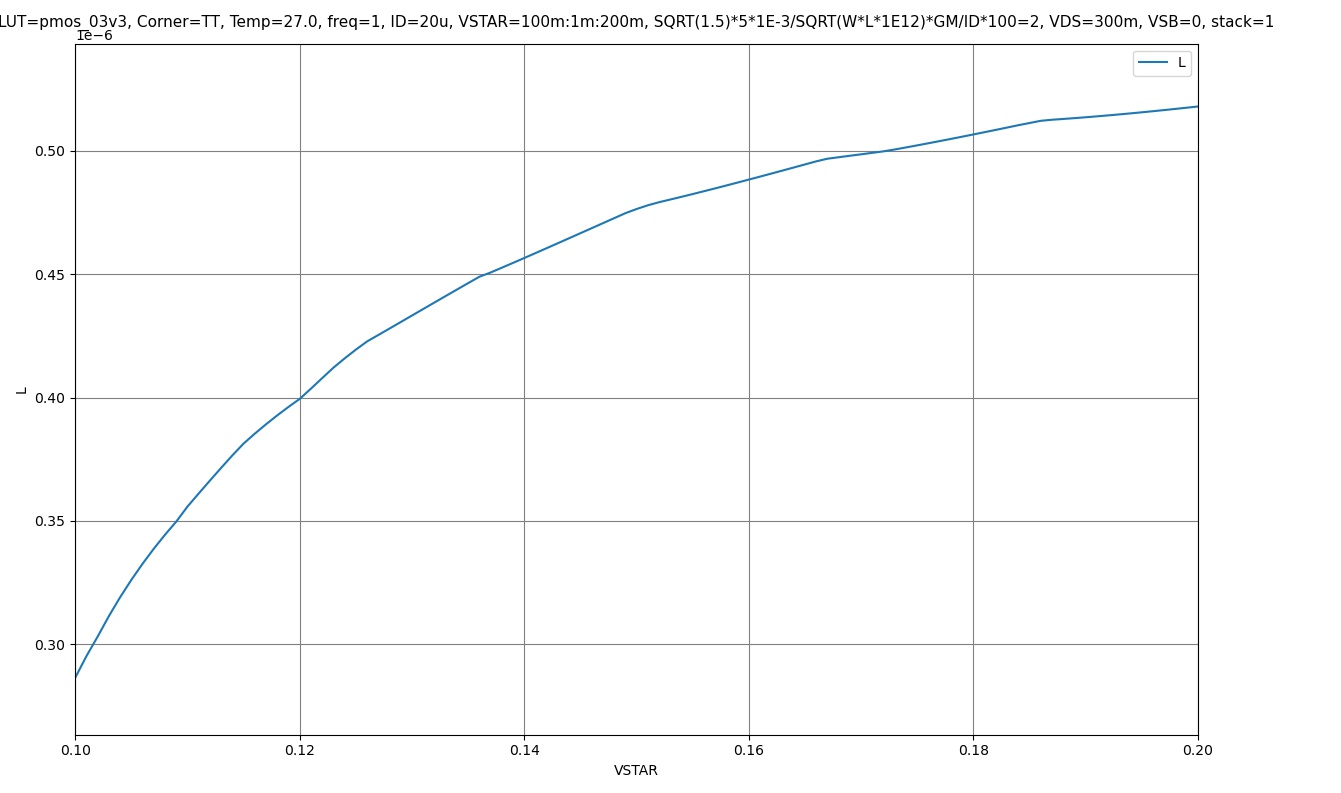 LUT=pmos_03v3, Corner=TT, Temp=27.0, freq=1, ID=20u, VSTAR=100m:1m:200m, SQRT(1.5)*5*1E-3/SQRT(W*L*1E12)*GM/ID*100=2, VDS=300m, VSB=0, stack=1
1e−6
L
0.50
0.45
0.40
0.35
0.30
L
0.10 0.12 0.14 0.16 0.18 0.20
VSTAR